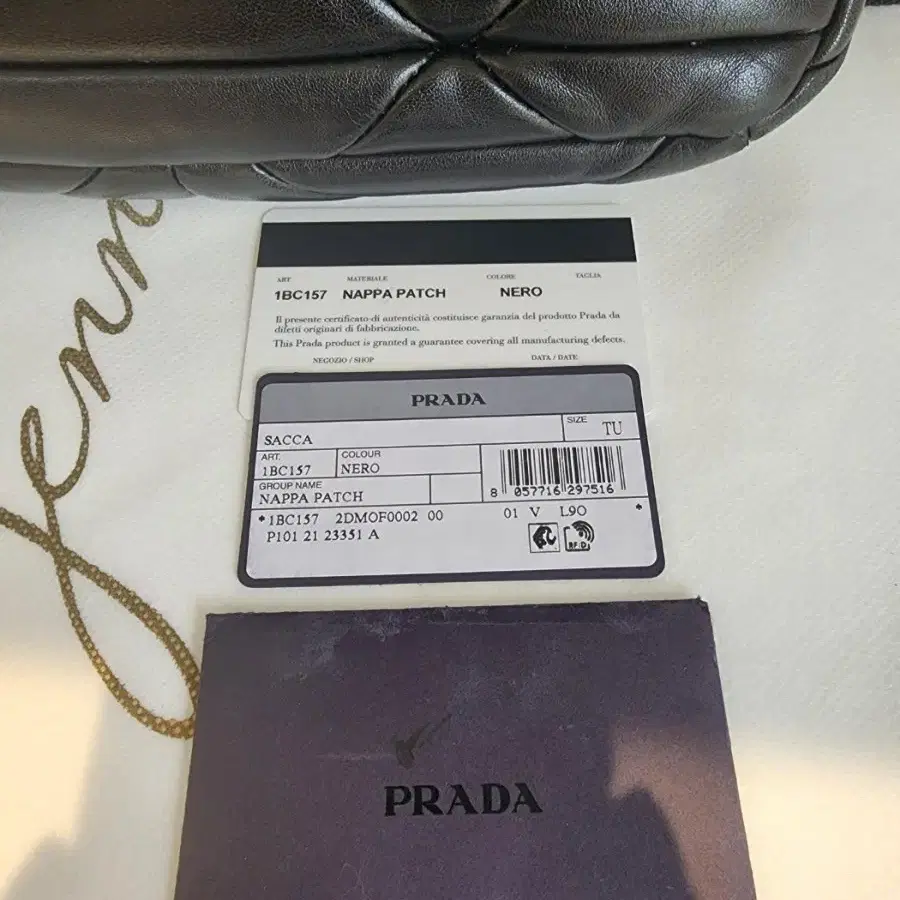 Jenn
ART MATERIALE COLORE TAGLIA
1BC157 NAPPA PATCH NERO
Il presente certificato di autenticità costituisce garanzia del prodotto Prada da
difetti originari di fabbricazione.
This Prada product is granted a guarantee covering all manufacturing defects.
NEGOZIO / SHOP DATA / DATE
PRADA
SACCA SIZE TU
ART. COLOUR
1BC157 NERO
GROUP NAME
NAPPA PATCH
8 057716 297516
*1BC157 2DMOF0002 00 01 V L9O *
P101 21 23351 A
RFID
PRADA